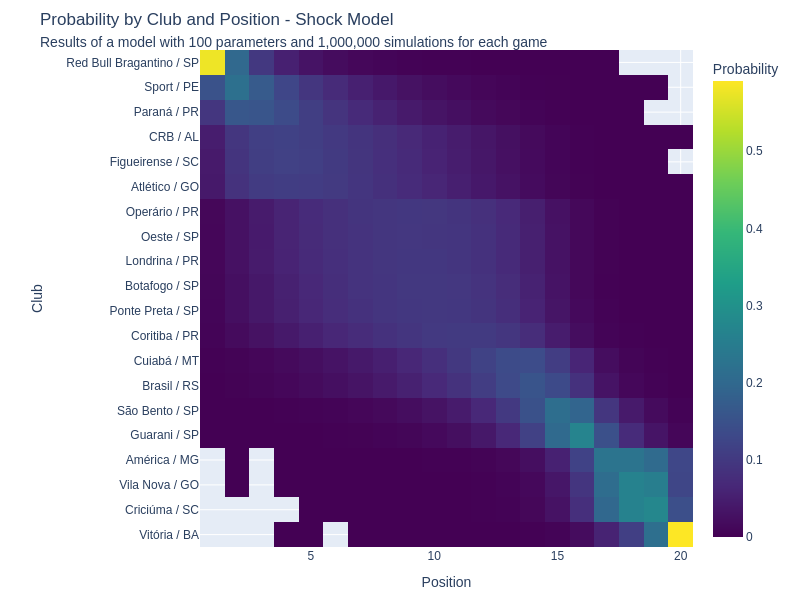 Probability by Club and Position - Shock Model
Results of a model with 100 parameters and 1,000,000 simulations for each game
Red Bull Bragantino / SP
Sport / PE
Paraná / PR
CRB / AL
Figueirense / SC
Atlético / GO
Operário / PR
Oeste / SP
Londrina / PR
Botafogo / SP
Ponte Preta / SP
Coritiba / PR
Cuiabá / MT
Brasil / RS
São Bento / SP
Guarani / SP
América / MG
Vila Nova / GO
Criciúma / SC
Vitória / BA
Club
5
10
15
20
Position
Probability
0.5
0.4
0.3
0.2
0.1
0